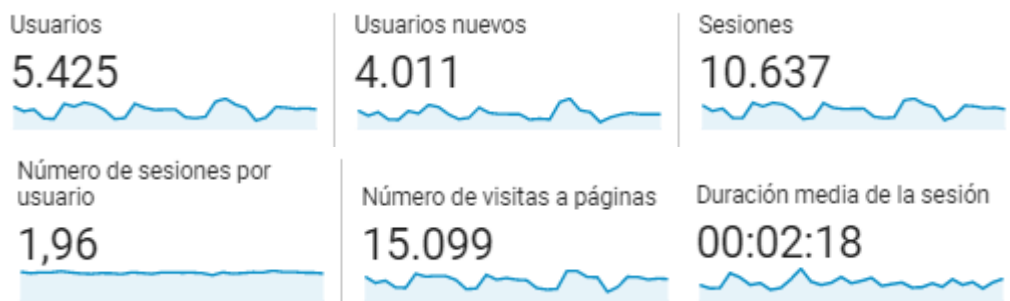 Usuarios
5.425
Usuarios nuevos
4.011
Sesiones
10.637
Número de sesiones por
usuario
1,96
Número de visitas a páginas
15.099
Duración media de la sesión
00:02:18